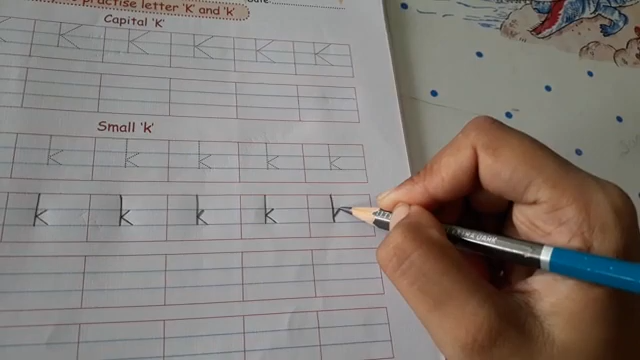 practise letter 'K' and 'k'
Capital 'K'
K K K K K K
Small 'k'
k k k k k
k k k k k